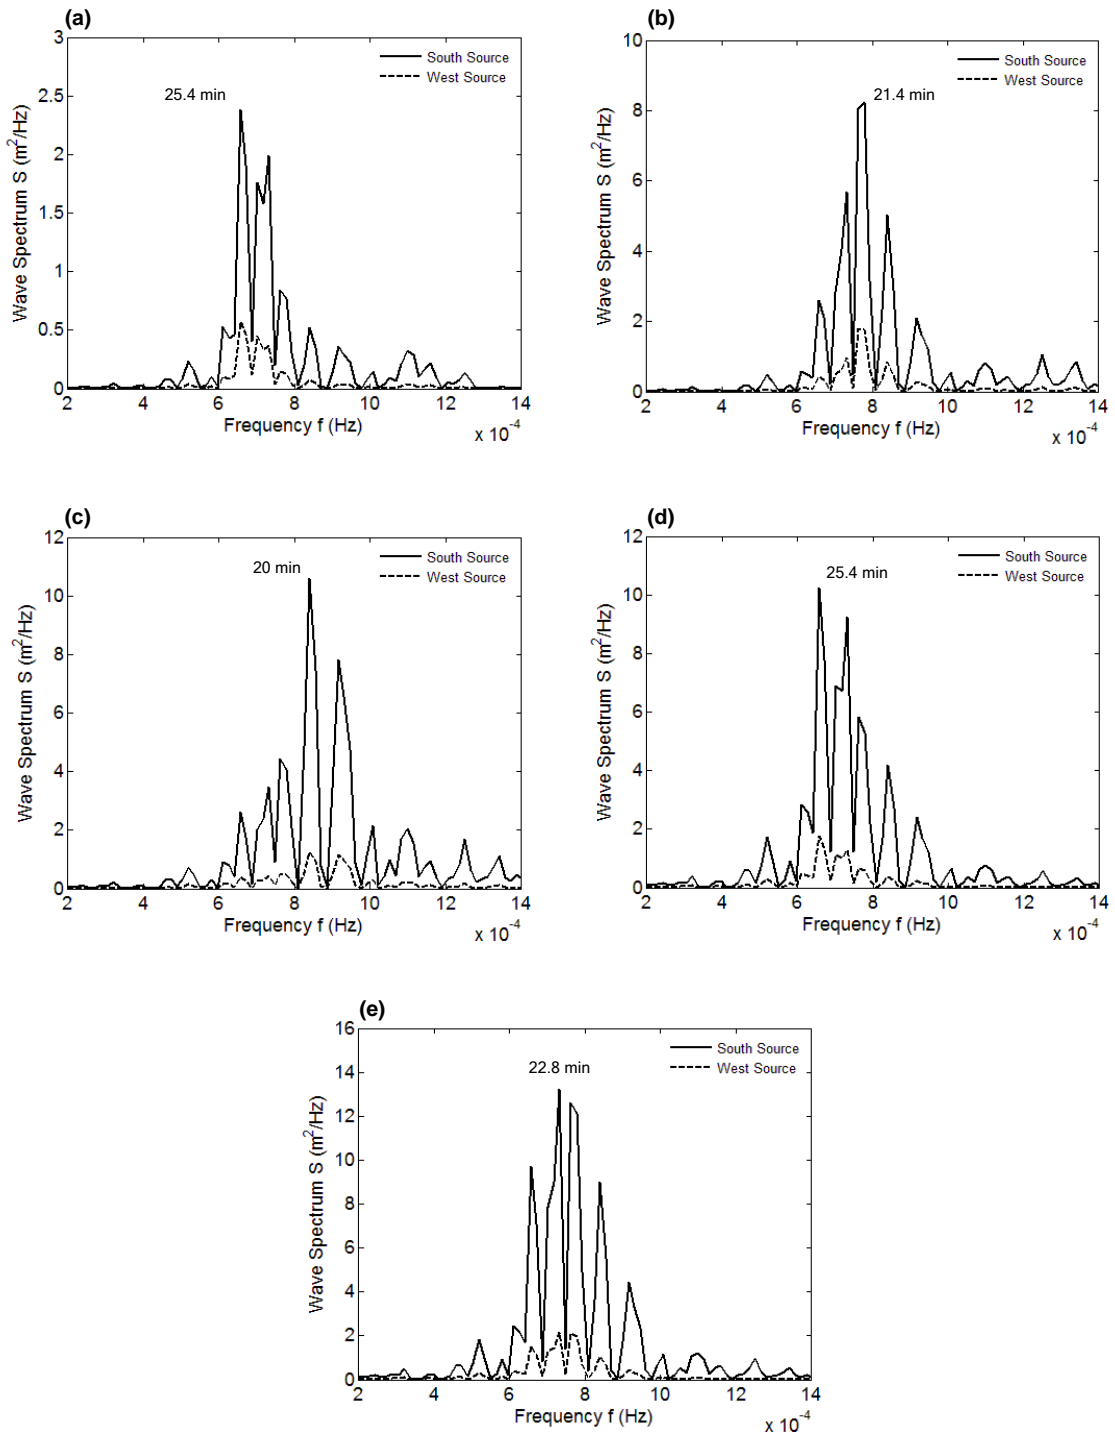 (a)
3
2.5
2
1.5
1
0.5
0
Wave Spectrum S (m²/Hz)
25.4 min
South Source
West Source
2 4 6 8 10 12 14
Frequency f (Hz)
x 10⁻⁴
(b)
10
8
6
4
2
0
Wave Spectrum S (m²/Hz)
21.4 min
South Source
West Source
2 4 6 8 10 12 14
Frequency f (Hz)
x 10⁻⁴
(c)
12
10
8
6
4
2
0
Wave Spectrum S (m²/Hz)
20 min
South Source
West Source
2 4 6 8 10 12 14
Frequency f (Hz)
x 10⁻⁴
(d)
12
10
8
6
4
2
0
Wave Spectrum S (m²/Hz)
25.4 min
South Source
West Source
2 4 6 8 10 12 14
Frequency f (Hz)
x 10⁻⁴
(e)
16
14
12
10
8
6
4
2
0
Wave Spectrum S (m²/Hz)
22.8 min
South Source
West Source
2 4 6 8 10 12 14
Frequency f (Hz)
x 10⁻⁴